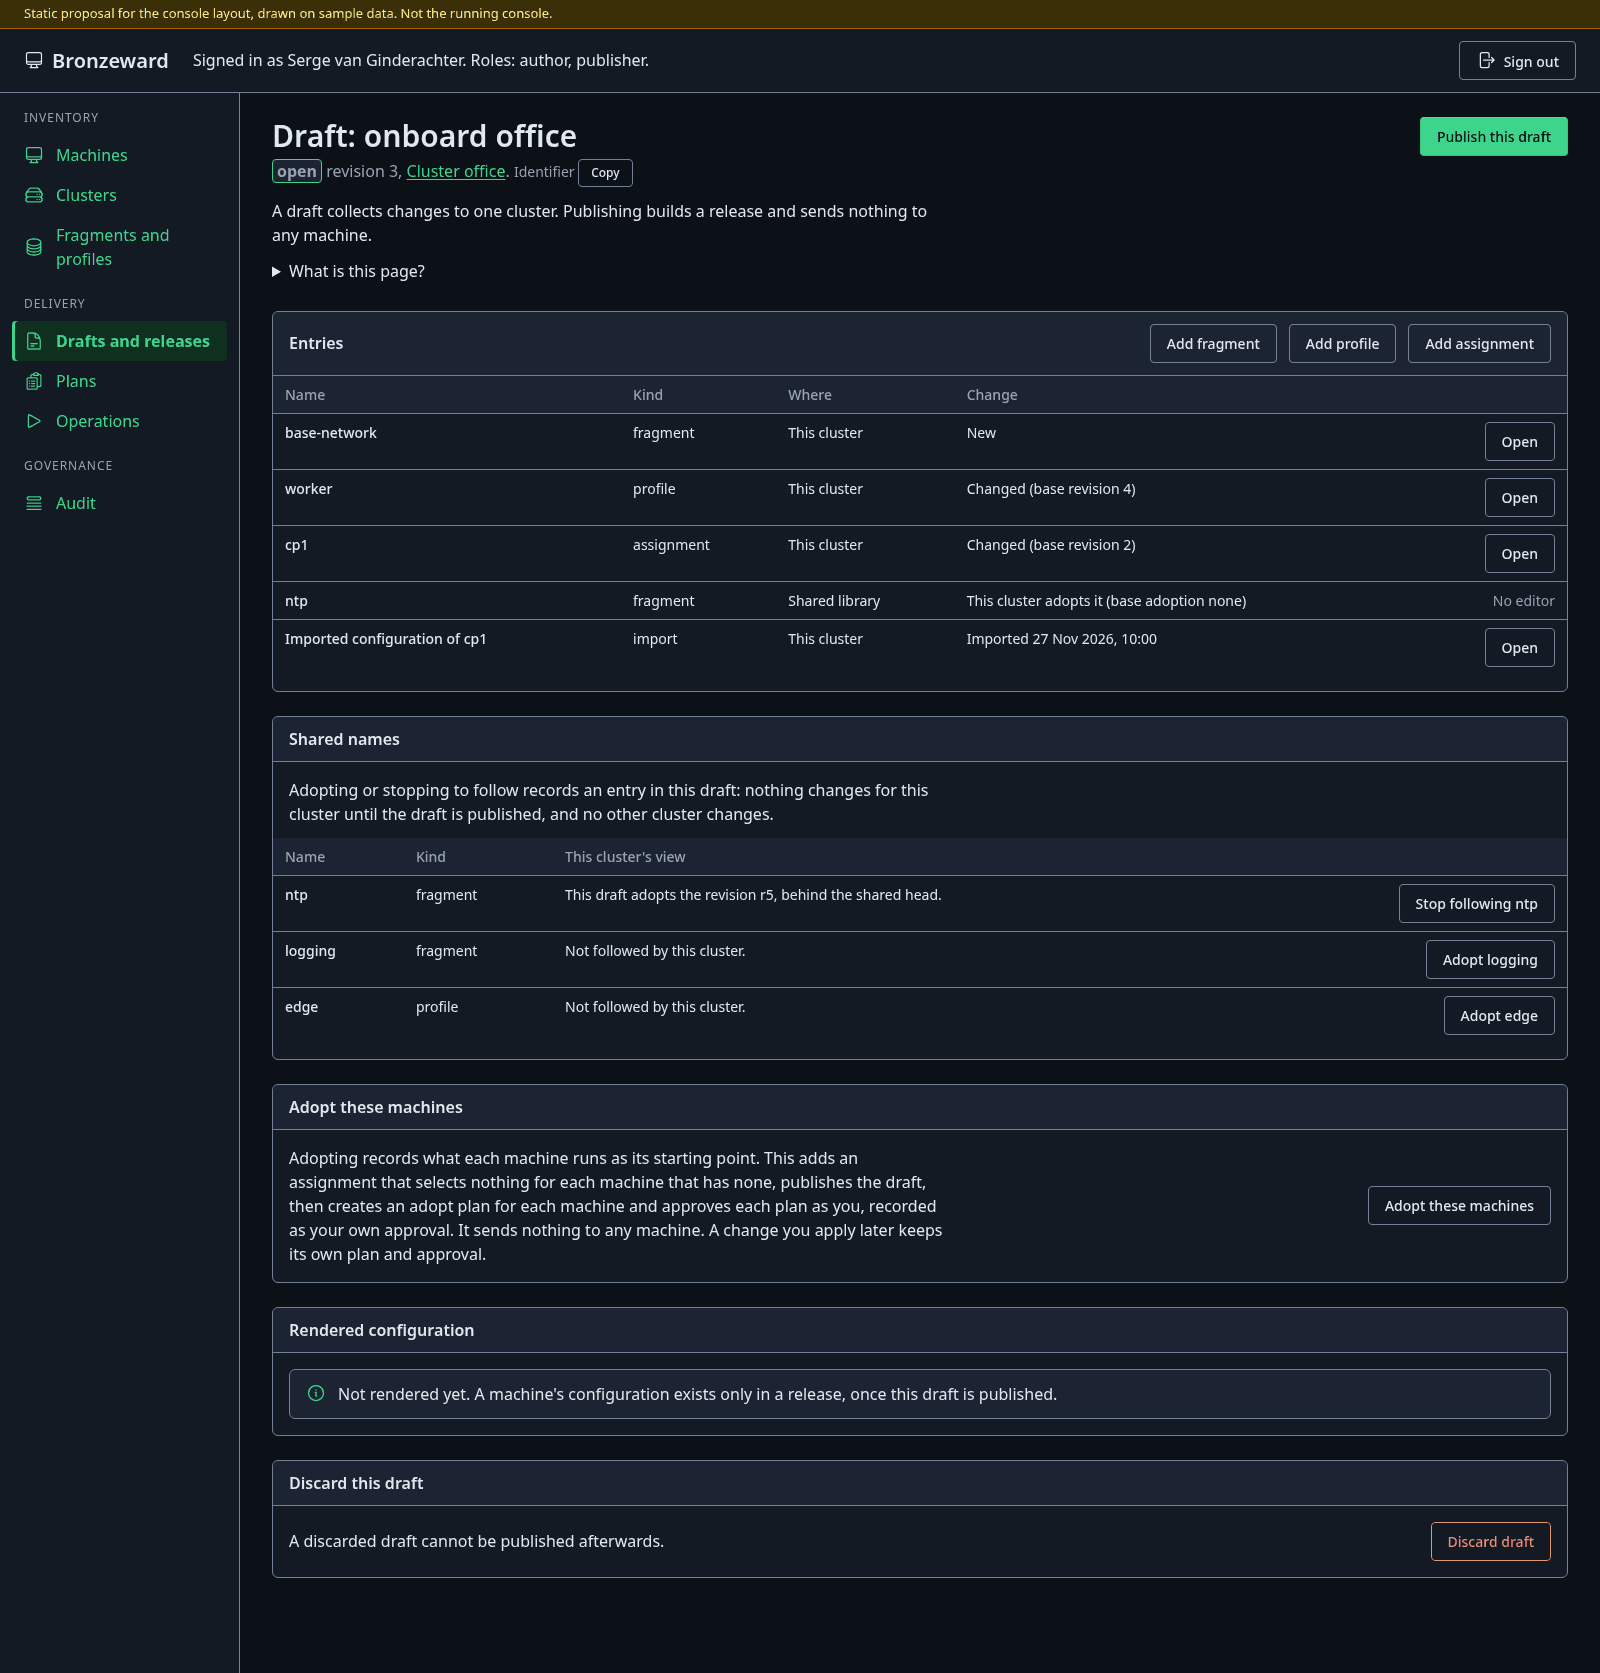 Static proposal for the console layout, drawn on sample data. Not the running console.
Bronzeward
Signed in as Serge van Ginderachter. Roles: author, publisher.
Sign out
INVENTORY
Machines
Clusters
Fragments and
profiles
DELIVERY
Drafts and releases
Plans
Operations
GOVERNANCE
Audit
Draft: onboard office
Publish this draft
open revision 3, Cluster office. Identifier Copy
A draft collects changes to one cluster. Publishing builds a release and sends nothing to
any machine.
What is this page?
Entries
Add fragment
Add profile
Add assignment
Name Kind Where Change
base-network fragment This cluster New Open
worker profile This cluster Changed (base revision 4) Open
cp1 assignment This cluster Changed (base revision 2) Open
ntp fragment Shared library This cluster adopts it (base adoption none) No editor
Imported configuration of cp1 import This cluster Imported 27 Nov 2026, 10:00 Open
Shared names
Adopting or stopping to follow records an entry in this draft: nothing changes for this
cluster until the draft is published, and no other cluster changes.
Name Kind This cluster's view
ntp fragment This draft adopts the revision r5, behind the shared head. Stop following ntp
logging fragment Not followed by this cluster. Adopt logging
edge profile Not followed by this cluster. Adopt edge
Adopt these machines
Adopting records what each machine runs as its starting point. This adds an
assignment that selects nothing for each machine that has none, publishes the draft,
then creates an adopt plan for each machine and approves each plan as you, recorded
as your own approval. It sends nothing to any machine. A change you apply later keeps
its own plan and approval.
Adopt these machines
Rendered configuration
Not rendered yet. A machine's configuration exists only in a release, once this draft is published.
Discard this draft
A discarded draft cannot be published afterwards.
Discard draft